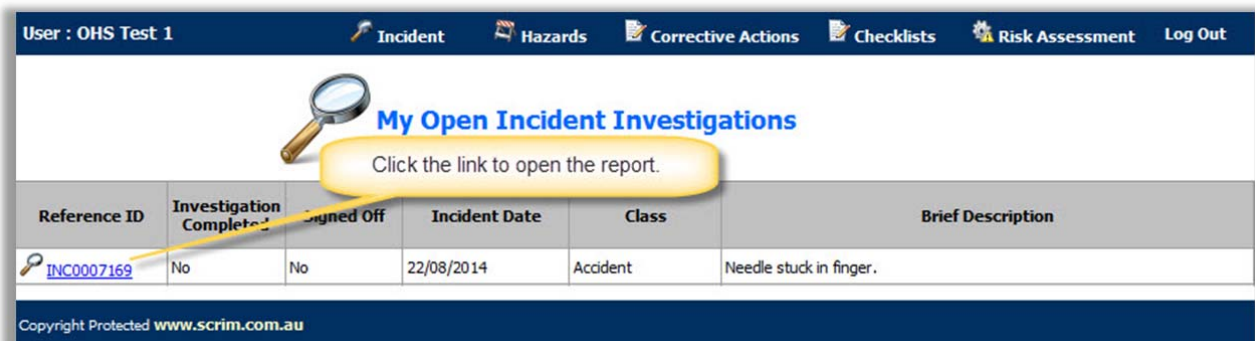 User : OHS Test 1 Incident Hazards Corrective Actions Checklists Risk Assessment Log Out
My Open Incident Investigations
Click the link to open the report.
Reference ID Investigation Completed Signed Off Incident Date Class Brief Description
INC0007169 No No 22/08/2014 Accident Needle stuck in finger.
Copyright Protected www.scrim.com.au